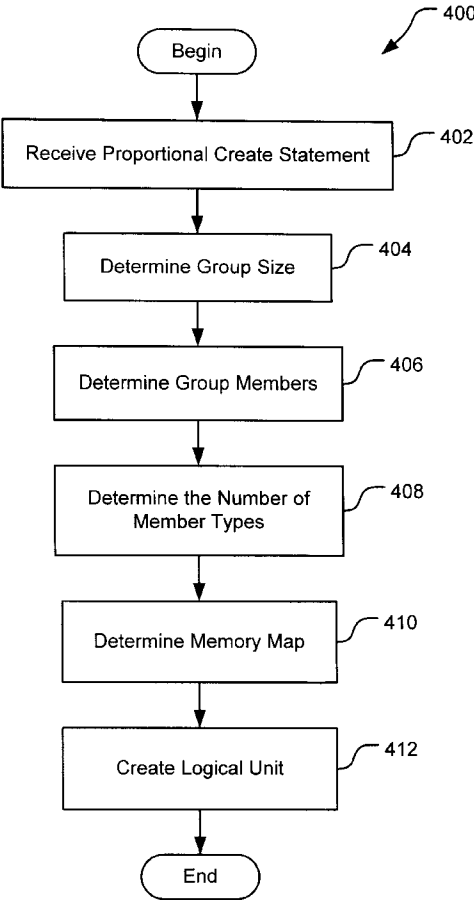 400
Begin
Receive Proportional Create Statement
402
Determine Group Size
404
Determine Group Members
406
Determine the Number of
Member Types
408
Determine Memory Map
410
Create Logical Unit
412
End